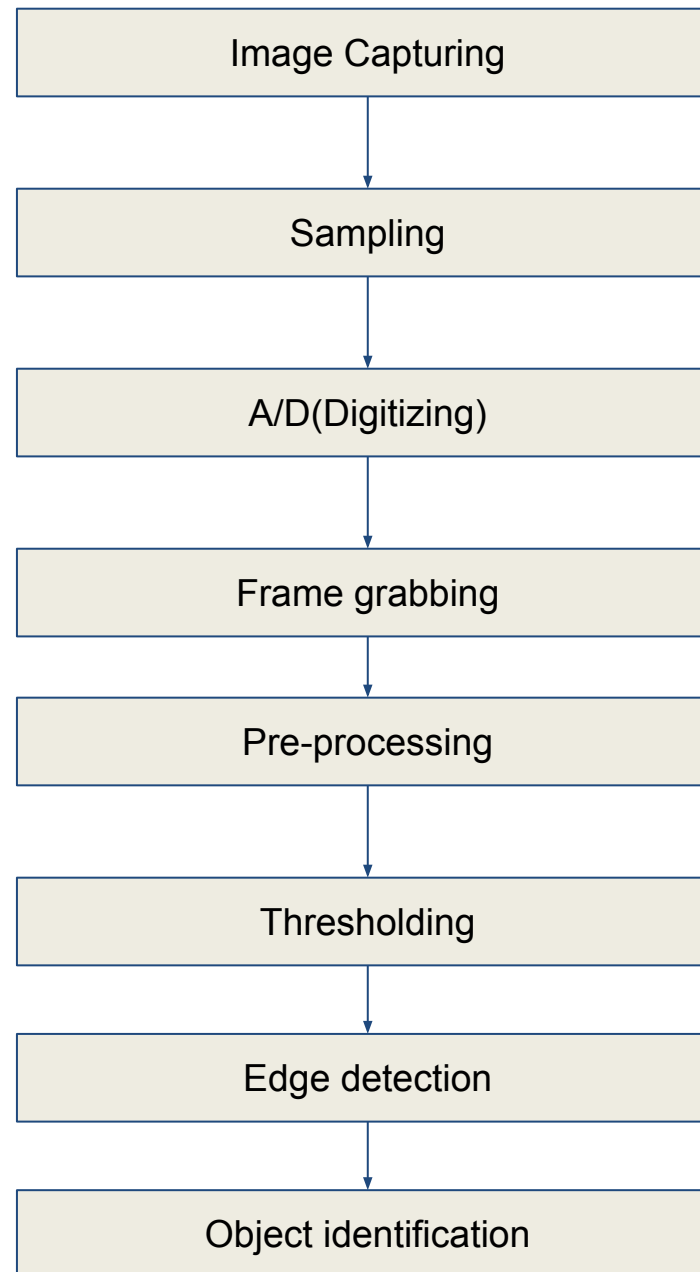 Image Capturing
Sampling
A/D(Digitizing)
Frame grabbing
Pre-processing
Thresholding
Edge detection
Object identification